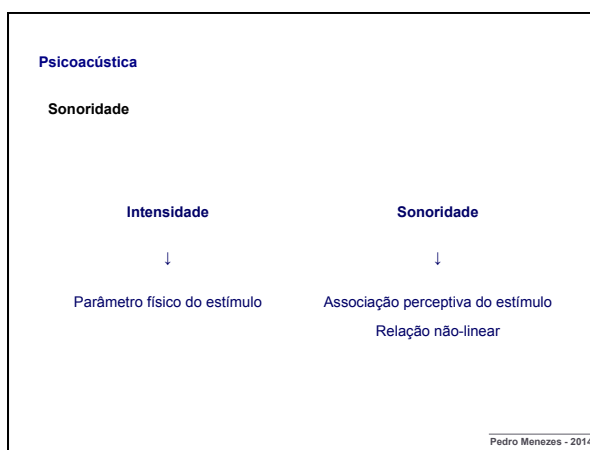 Psicoacústica
Sonoridade
Intensidade
↓
Parâmetro físico do estímulo
Sonoridade
↓
Associação perceptiva do estímulo
Relação não-linear
Pedro Menezes - 2014